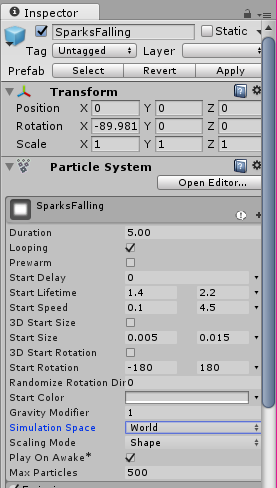 Inspector
SparksFalling Static
Tag Untagged Layer
Prefab Select Revert Apply
Transform
Position X 0 Y 0 Z 0
Rotation X -89.981 Y 0 Z 0
Scale X 1 Y 1 Z 1
Particle System
Open Editor...
SparksFalling
Duration 5.00
Looping
Prewarm
Start Delay 0
Start Lifetime 1.4 2.2
Start Speed 0.1 4.5
3D Start Size
Start Size 0.005 0.015
3D Start Rotation
Start Rotation -180 180
Randomize Rotation Dir 0
Start Color
Gravity Modifier 1
Simulation Space World
Scaling Mode Shape
Play On Awake*
Max Particles 500